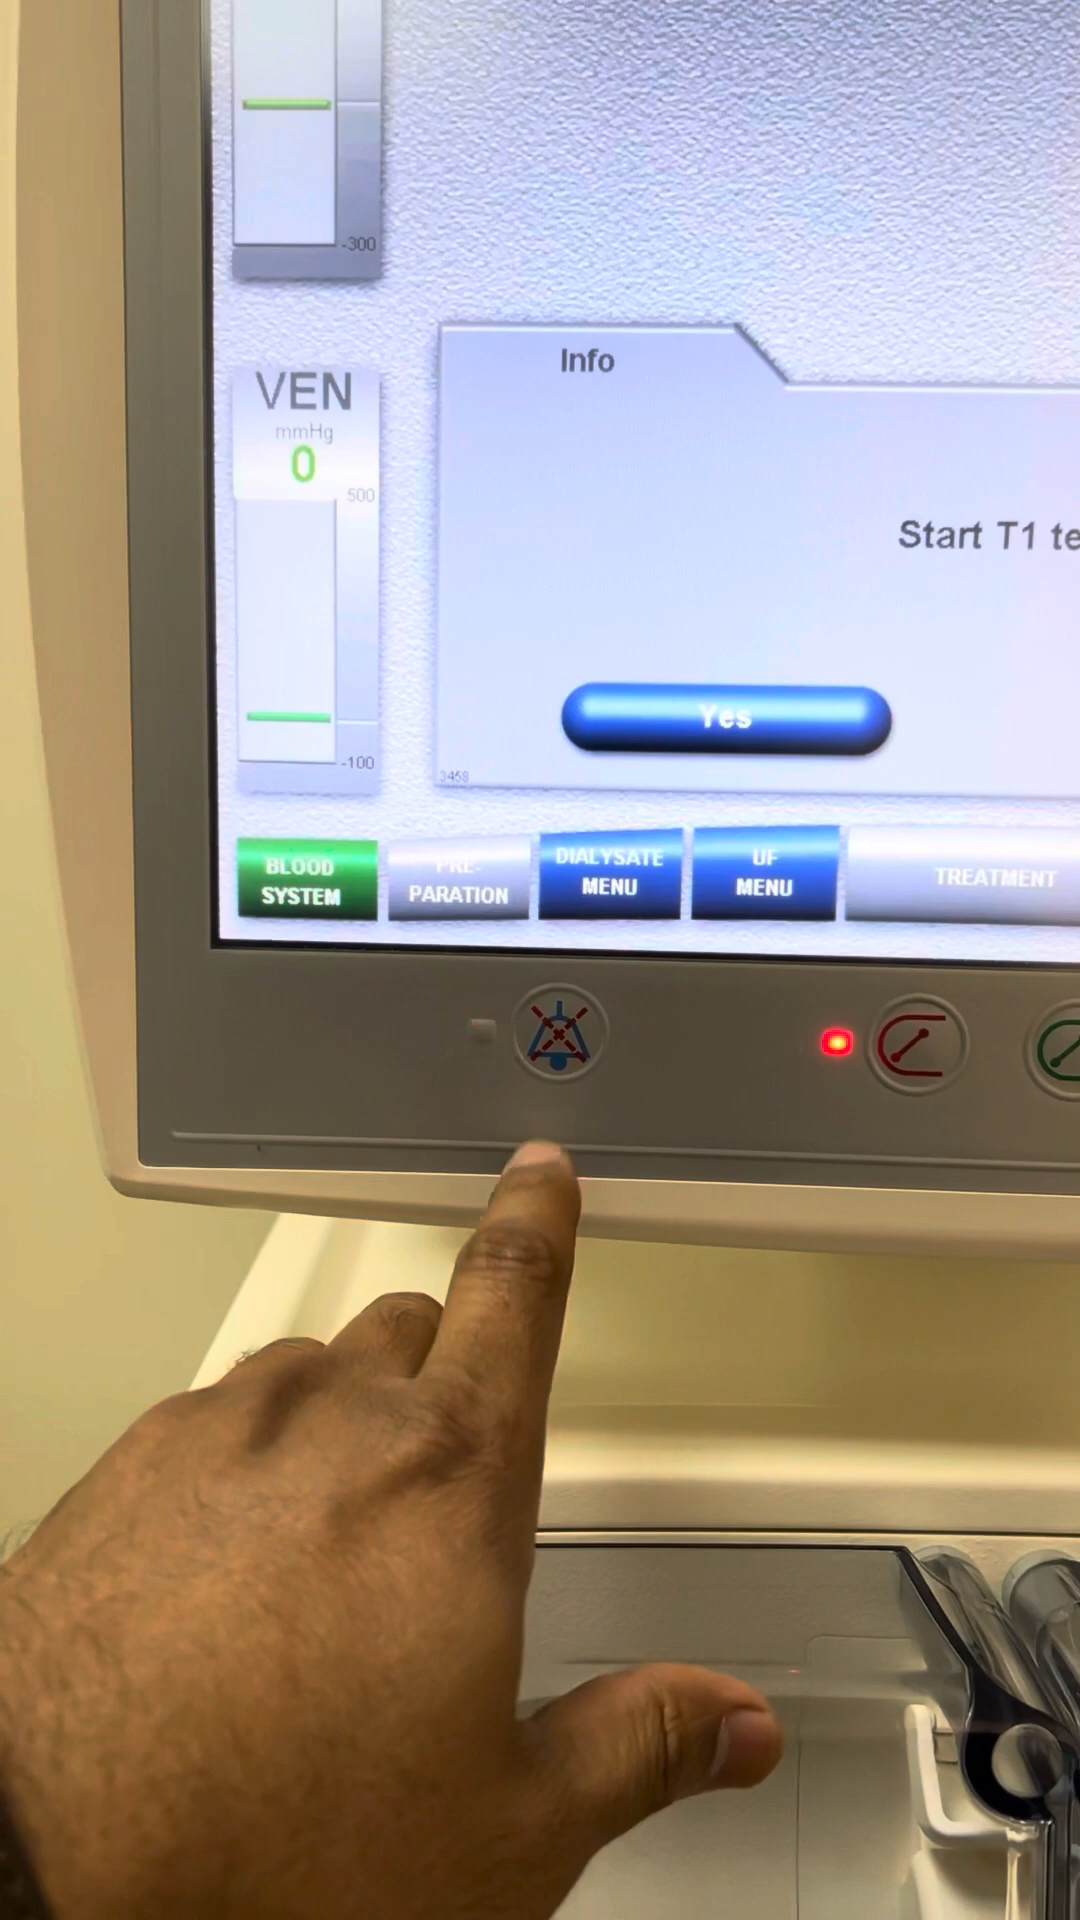 -300
VEN
mmHg
0
500
-100
Info
Start T1 te
Yes
3458
BLOOD
SYSTEM
PRE-
PARATION
DIALYSATE
MENU
UF
MENU
TREATMENT